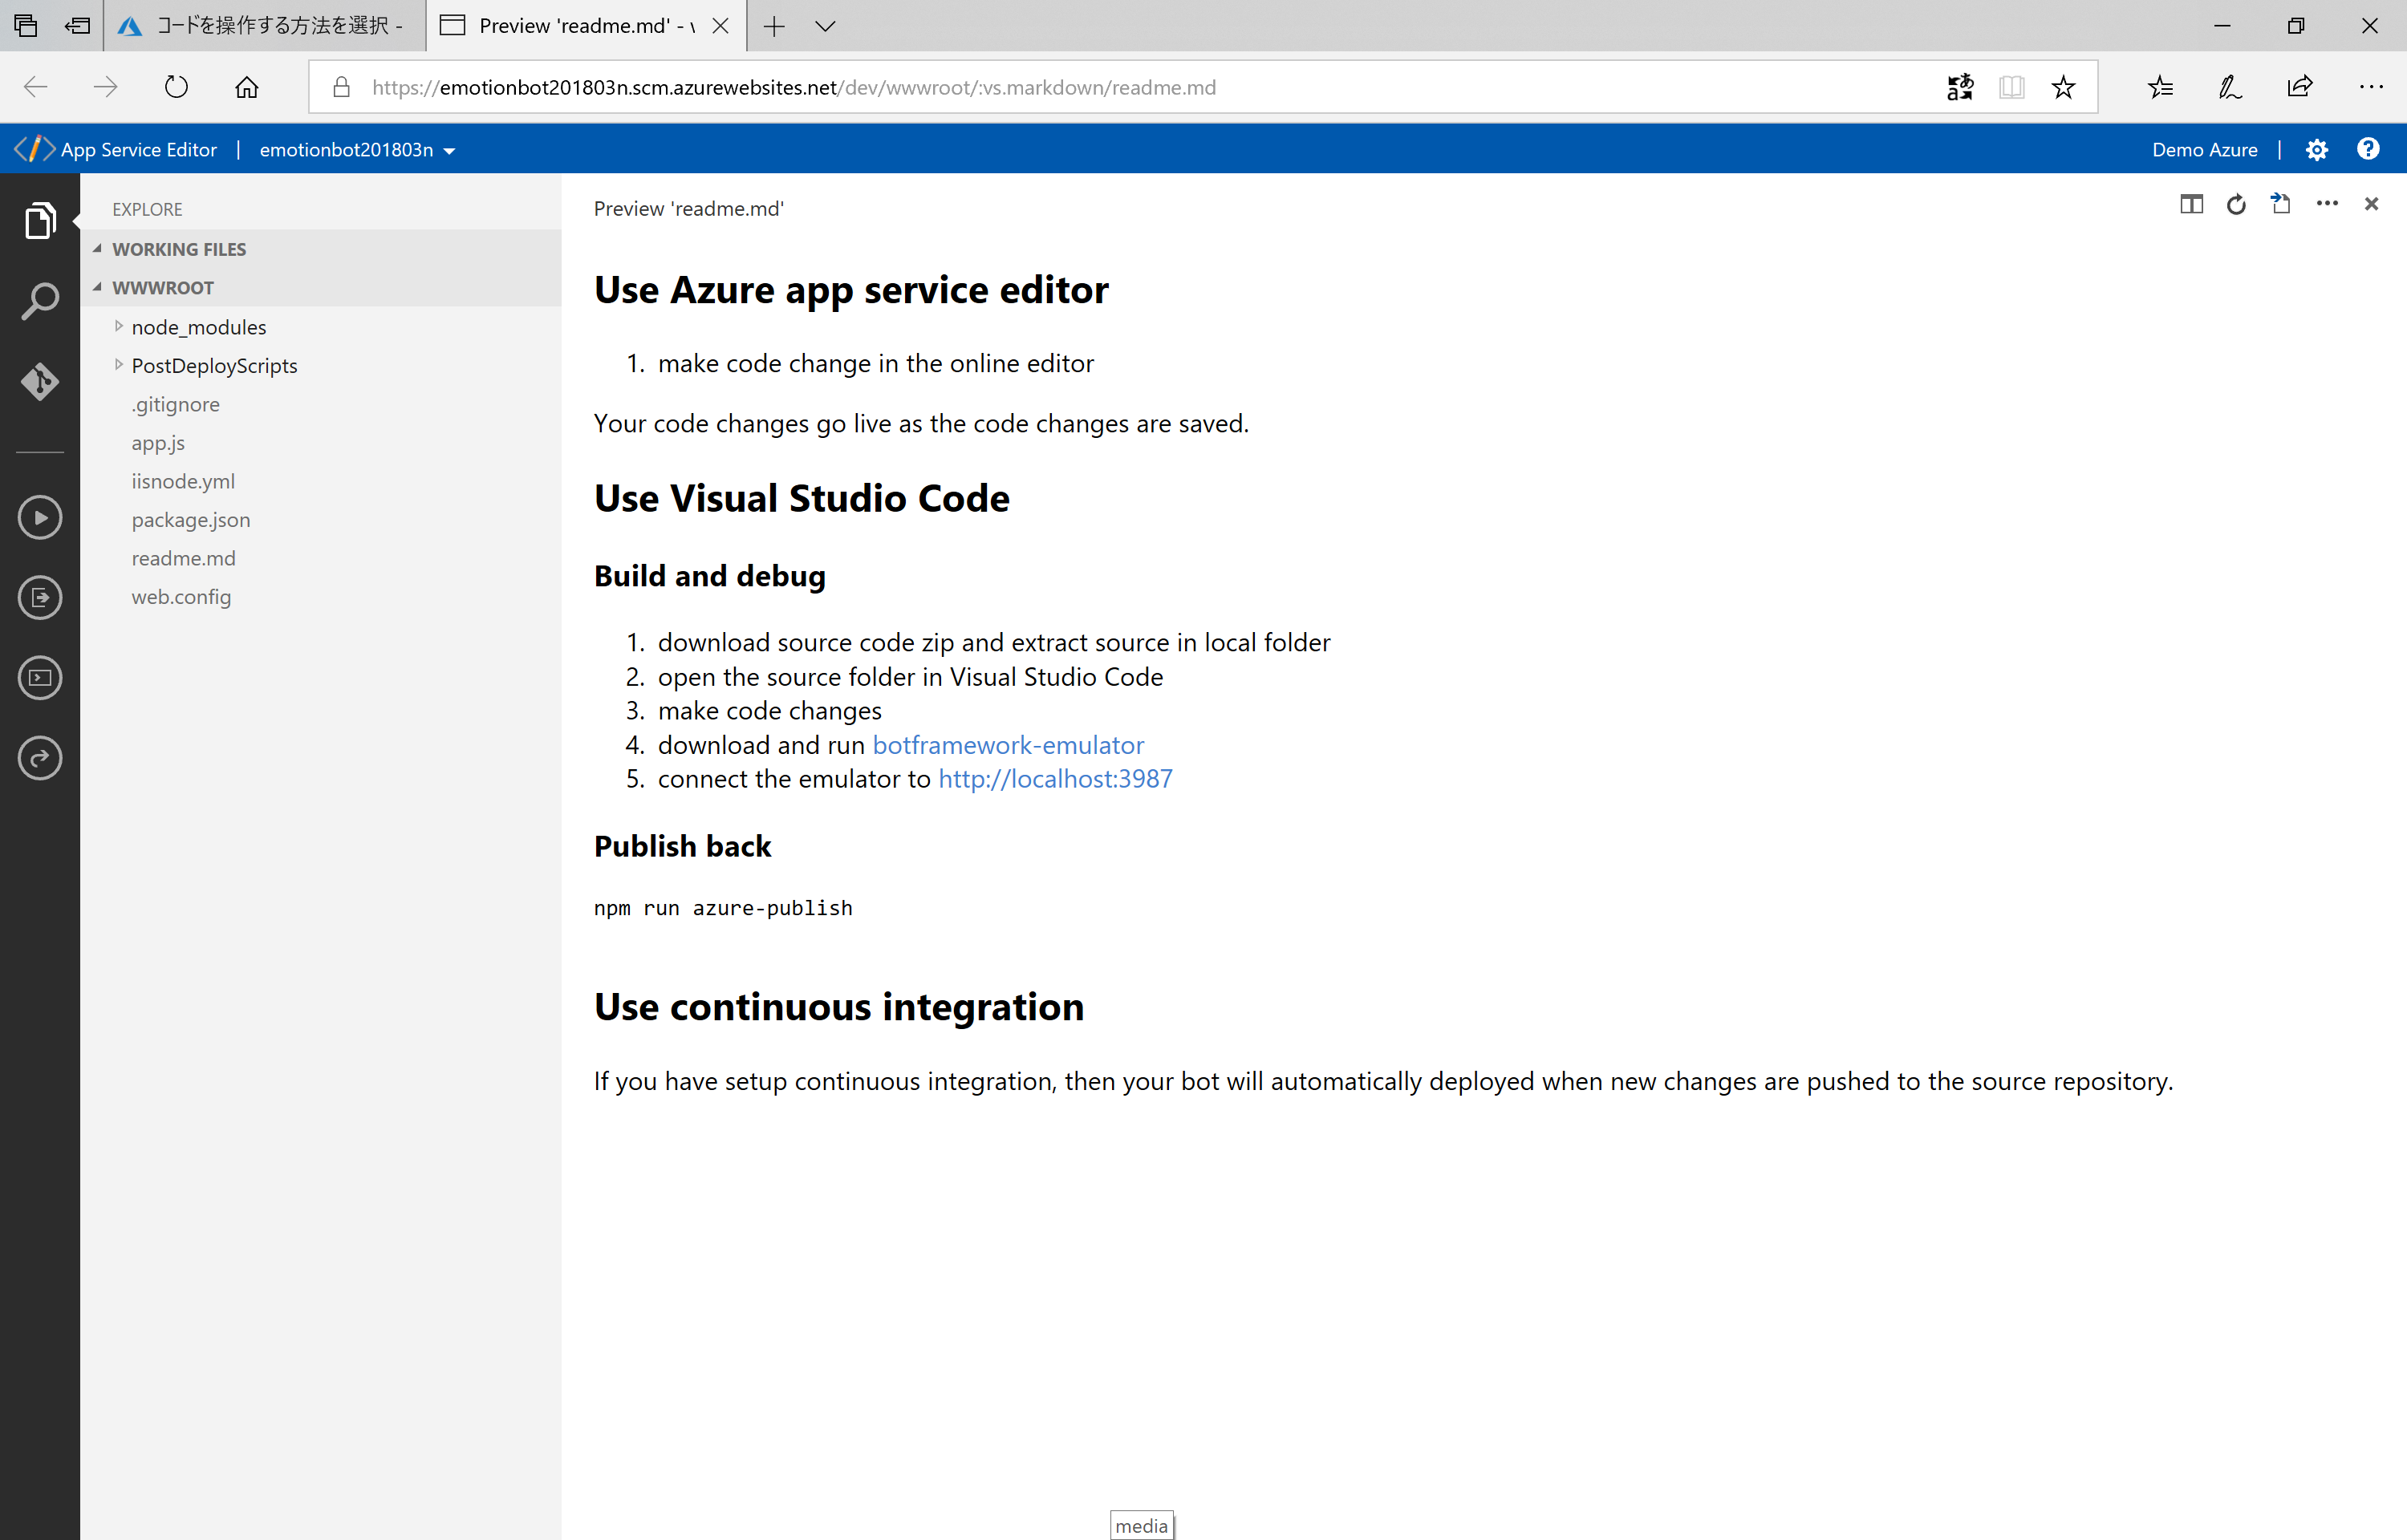 コードを操作する方法を選択 -
Preview 'readme.md' - v
https://emotionbot201803n.scm.azurewebsites.net/dev/wwwroot/:vs.markdown/readme.md
App Service Editor | emotionbot201803n
Demo Azure |
EXPLORE
WORKING FILES
WWWROOT
node_modules
PostDeployScripts
.gitignore
app.js
iisnode.yml
package.json
readme.md
web.config
Preview 'readme.md'
Use Azure app service editor
1. make code change in the online editor
Your code changes go live as the code changes are saved.
Use Visual Studio Code
Build and debug
1. download source code zip and extract source in local folder
2. open the source folder in Visual Studio Code
3. make code changes
4. download and run botframework-emulator
5. connect the emulator to http://localhost:3987
Publish back
npm run azure-publish
Use continuous integration
If you have setup continuous integration, then your bot will automatically deployed when new changes are pushed to the source repository.
media